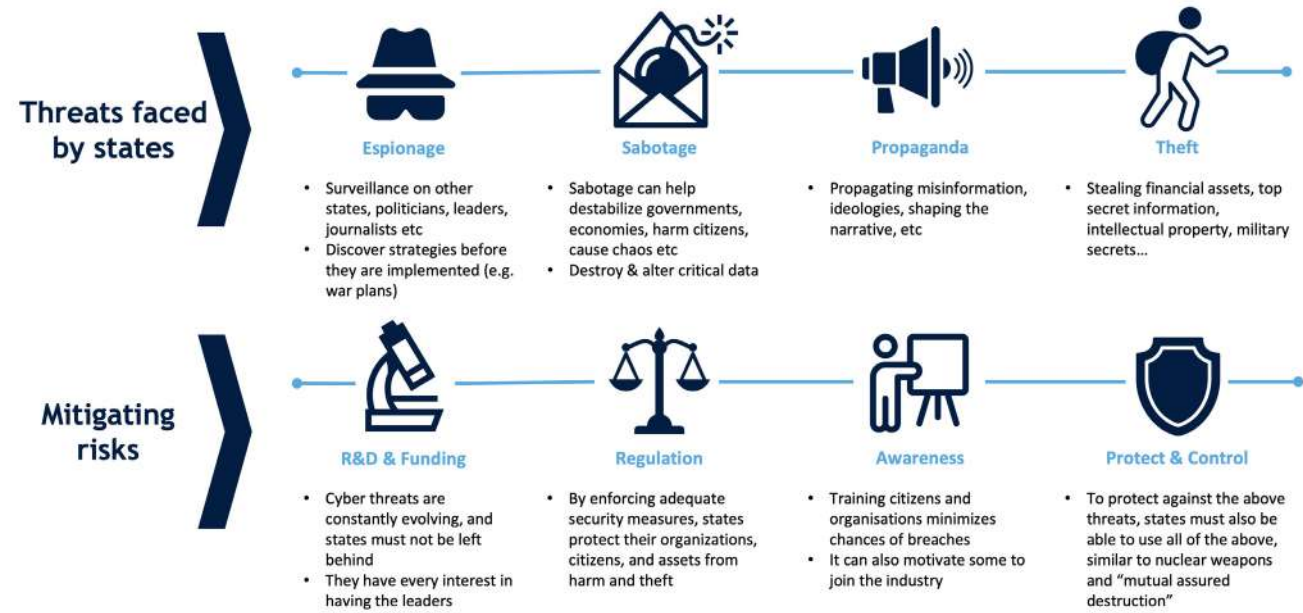 Threats faced
by states
Espionage
• Surveillance on other
states, politicians, leaders,
journalists etc
• Discover strategies before
they are implemented (e.g.
war plans)
Sabotage
• Sabotage can help
destabilize governments,
economies, harm citizens,
cause chaos etc
• Destroy & alter critical data
Propaganda
• Propagating misinformation,
ideologies, shaping the
narrative, etc
Theft
• Stealing financial assets, top
secret information,
intellectual property, military
secrets…
Mitigating
risks
R&D & Funding
• Cyber threats are
constantly evolving, and
states must not be left
behind
• They have every interest in
having the leaders
Regulation
• By enforcing adequate
security measures, states
protect their organizations,
citizens, and assets from
harm and theft
Awareness
• Training citizens and
organisations minimizes
chances of breaches
• It can also motivate some to
join the industry
Protect & Control
• To protect against the above
threats, states must also be
able to use all of the above,
similar to nuclear weapons
and “mutual assured
destruction”